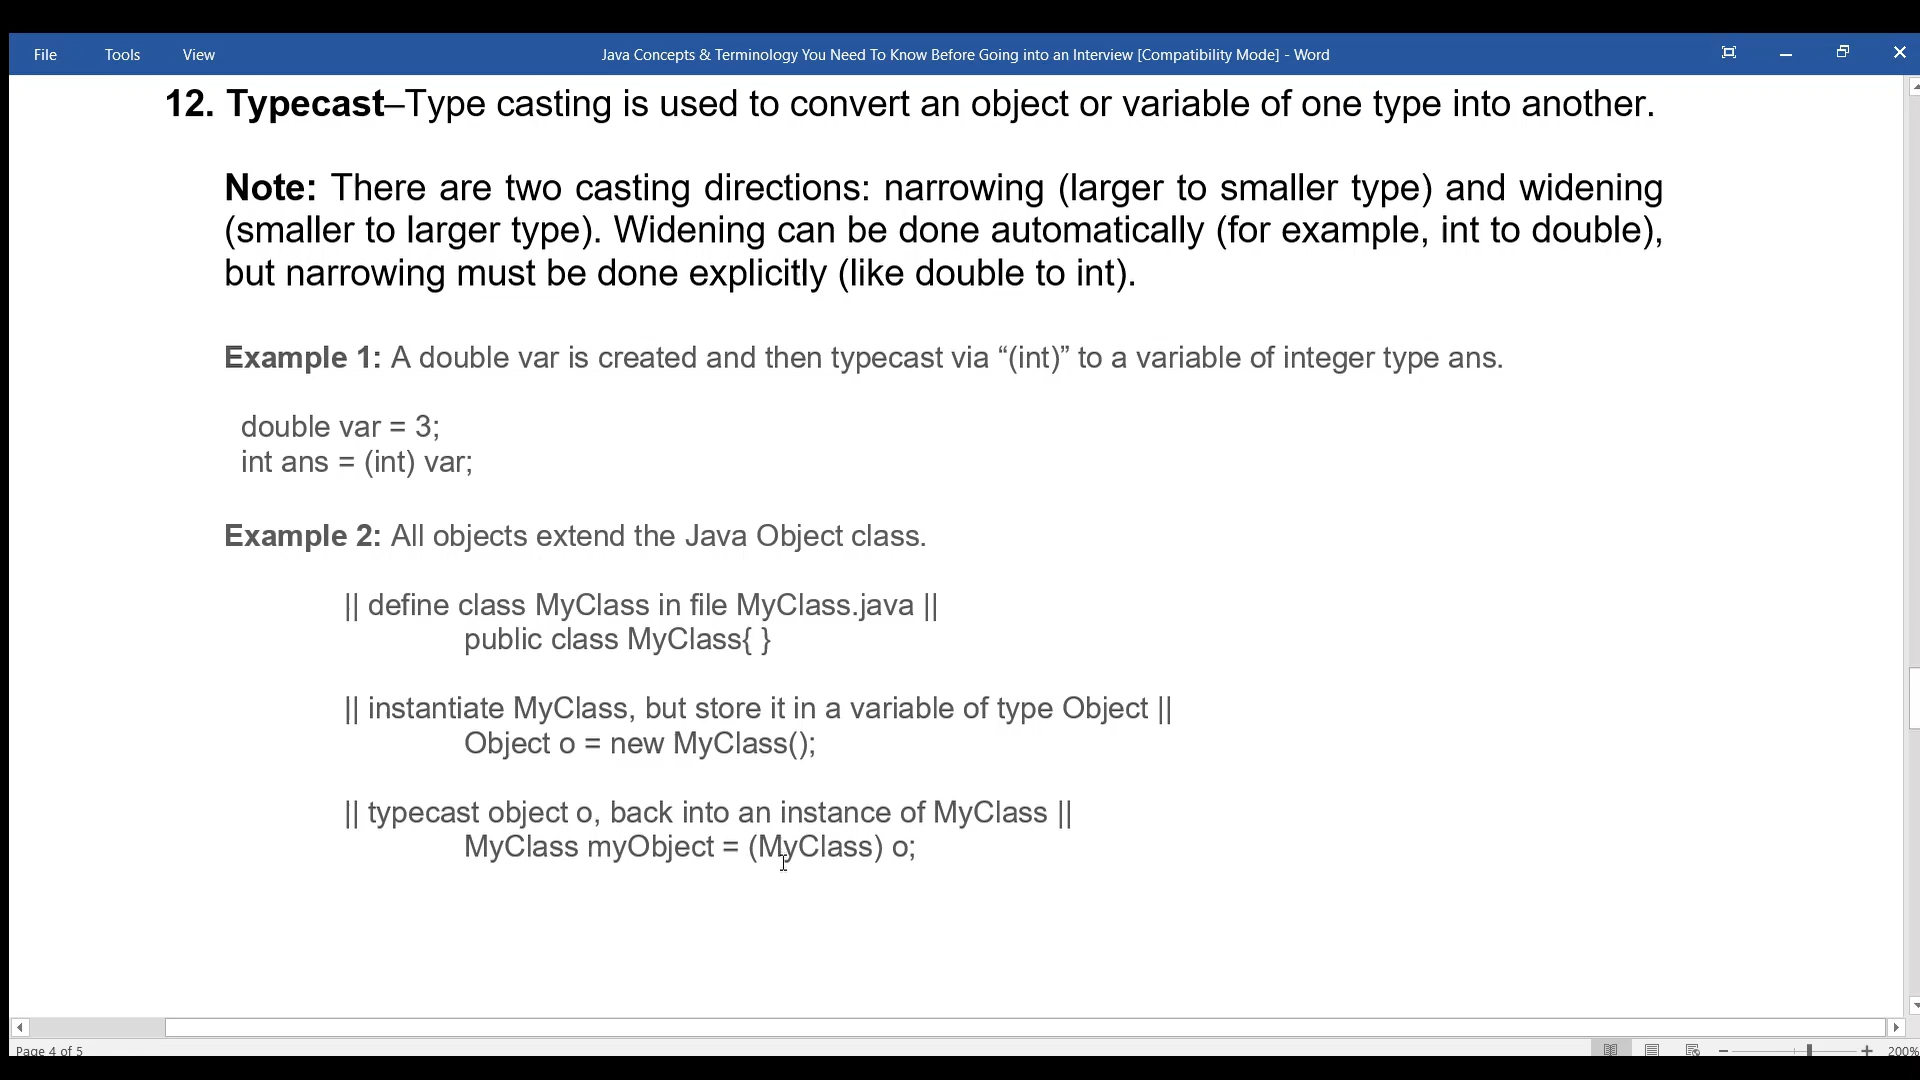 File Tools View Java Concepts & Terminology You Need To Know Before Going into an Interview [Compatibility Mode] - Word
12. Typecast–Type casting is used to convert an object or variable of one type into another.
Note: There are two casting directions: narrowing (larger to smaller type) and widening
(smaller to larger type). Widening can be done automatically (for example, int to double),
but narrowing must be done explicitly (like double to int).
Example 1: A double var is created and then typecast via “(int)” to a variable of integer type ans.
double var = 3;
int ans = (int) var;
Example 2: All objects extend the Java Object class.
|| define class MyClass in file MyClass.java ||
public class MyClass{ }
|| instantiate MyClass, but store it in a variable of type Object ||
Object o = new MyClass();
|| typecast object o, back into an instance of MyClass ||
MyClass myObject = (MyClass) o;
Page 4 of 5 200%